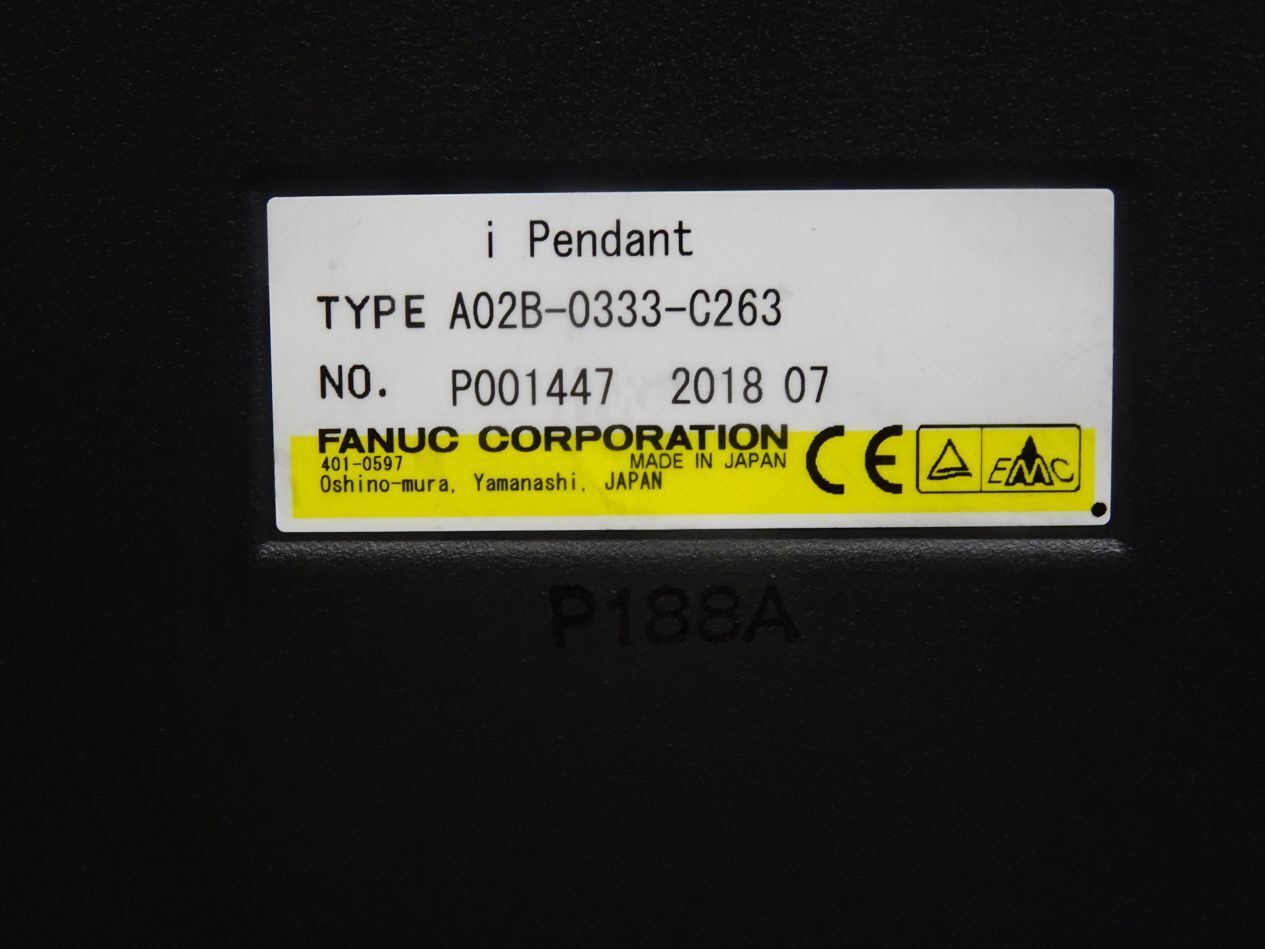 i Pendant
TYPE A02B-0333-C263
NO. P001447 2018 07
FANUC CORPORATION
401-0597 MADE IN JAPAN
Oshino-mura, Yamanashi, JAPAN
CE
EMC
P188A